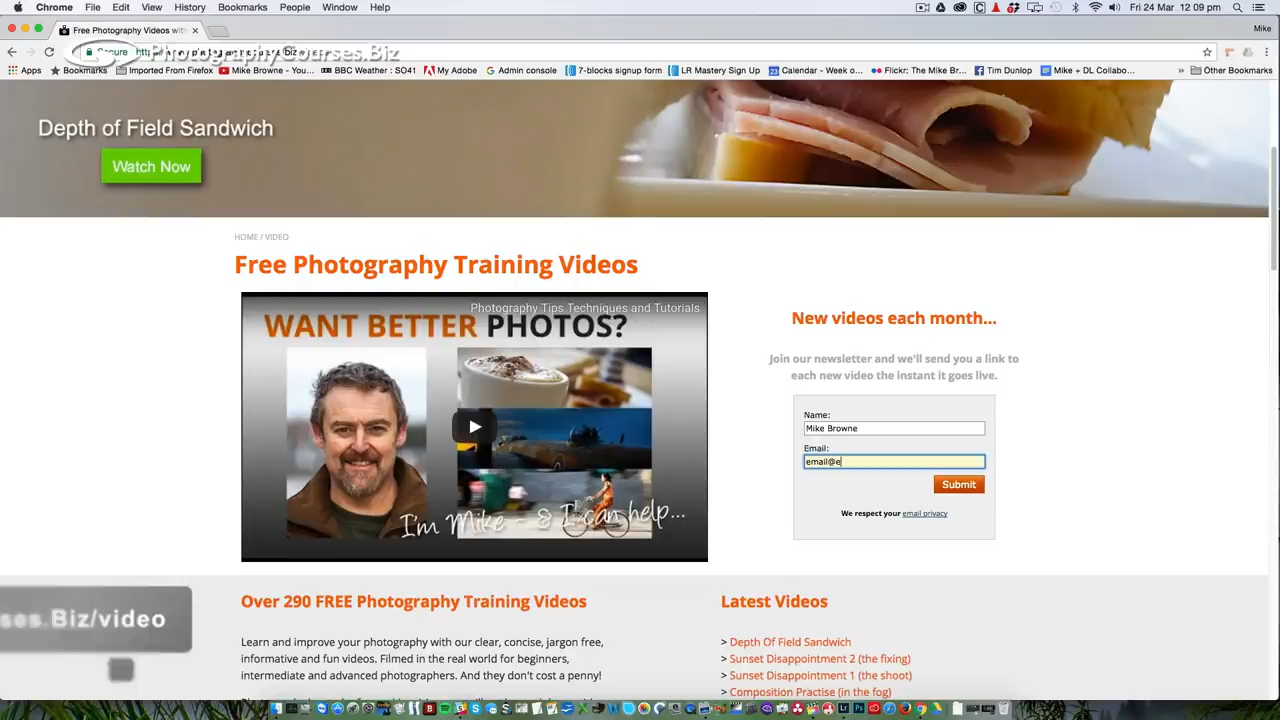 Chrome File Edit View History Bookmarks People Window Help Fri 24 Mar 12 09 pm
Free Photography Videos with Mike
Secure
PhotographyCourses.Biz
Apps Bookmarks Imported From Firefox Mike Browne - You... BBC Weather : SO41 My Adobe Admin console 7-blocks signup form LR Mastery Sign Up Calendar - Week o... Flickr: The Mike Br... Tim Dunlop Mike + DL Collabo... » Other Bookmarks
Depth of Field Sandwich
Watch Now
HOME / VIDEO
Free Photography Training Videos
Photography Tips Techniques and Tutorials
WANT BETTER PHOTOS?
I'm Mike - & I can help...
New videos each month...
Join our newsletter and we'll send you a link to
each new video the instant it goes live.
Name:
Mike Browne
Email:
email@e
Submit
We respect your email privacy
ses.Biz/video
Over 290 FREE Photography Training Videos
Learn and improve your photography with our clear, concise, jargon free,
informative and fun videos. Filmed in the real world for beginners,
intermediate and advanced photographers. And they don't cost a penny!
Latest Videos
> Depth Of Field Sandwich
> Sunset Disappointment 2 (the fixing)
> Sunset Disappointment 1 (the shoot)
> Composition Practise (in the fog)